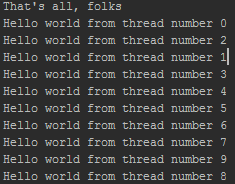 That's all, folks
Hello world from thread number 0
Hello world from thread number 2
Hello world from thread number 1
Hello world from thread number 3
Hello world from thread number 4
Hello world from thread number 5
Hello world from thread number 6
Hello world from thread number 7
Hello world from thread number 9
Hello world from thread number 8